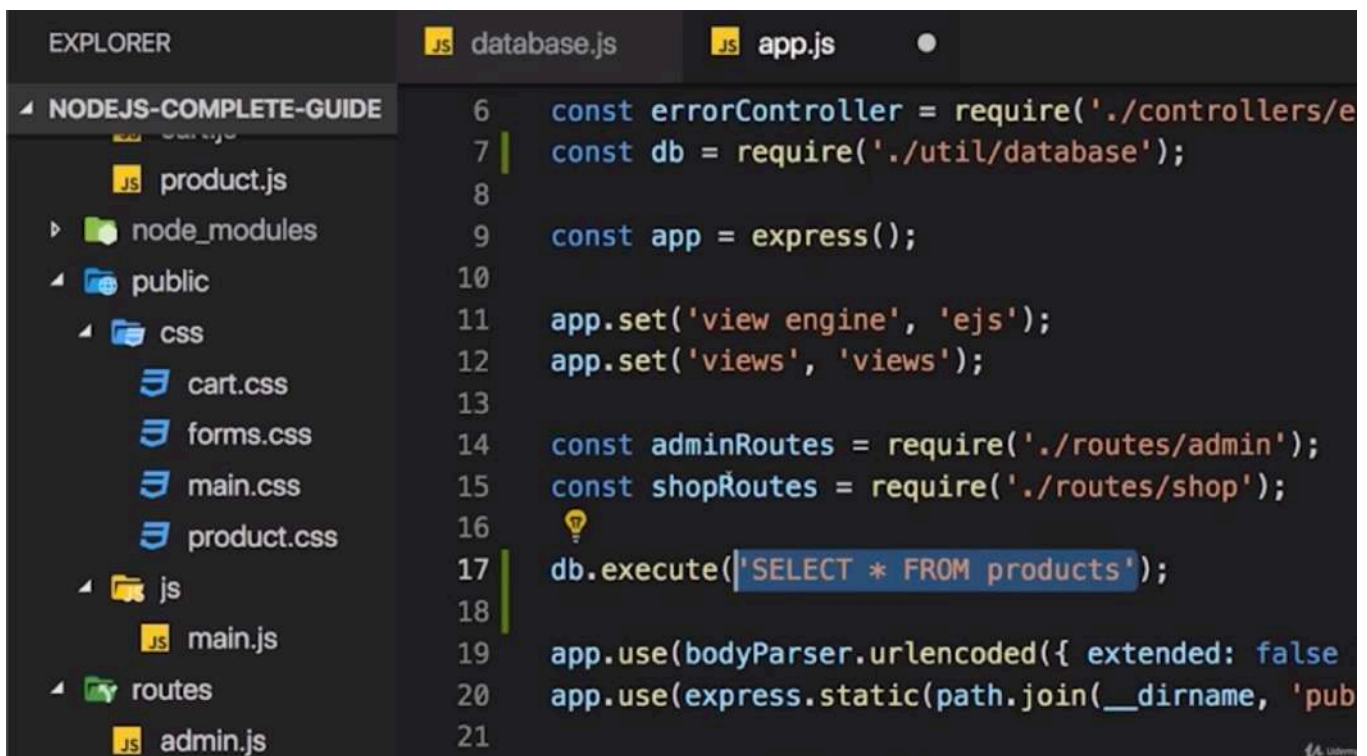 EXPLORER
NODEJS-COMPLETE-GUIDE
product.js
node_modules
public
css
cart.css
forms.css
main.css
product.css
js
main.js
routes
admin.js
JS database.js JS app.js
6 const errorController = require('./controllers/e
7 const db = require('./util/database');
8
9 const app = express();
10
11 app.set('view engine', 'ejs');
12 app.set('views', 'views');
13
14 const adminRoutes = require('./routes/admin');
15 const shopRoutes = require('./routes/shop');
16
17 db.execute('SELECT * FROM products');
18
19 app.use(bodyParser.urlencoded({ extended: false
20 app.use(express.static(path.join(__dirname, 'pub
21
Udemy